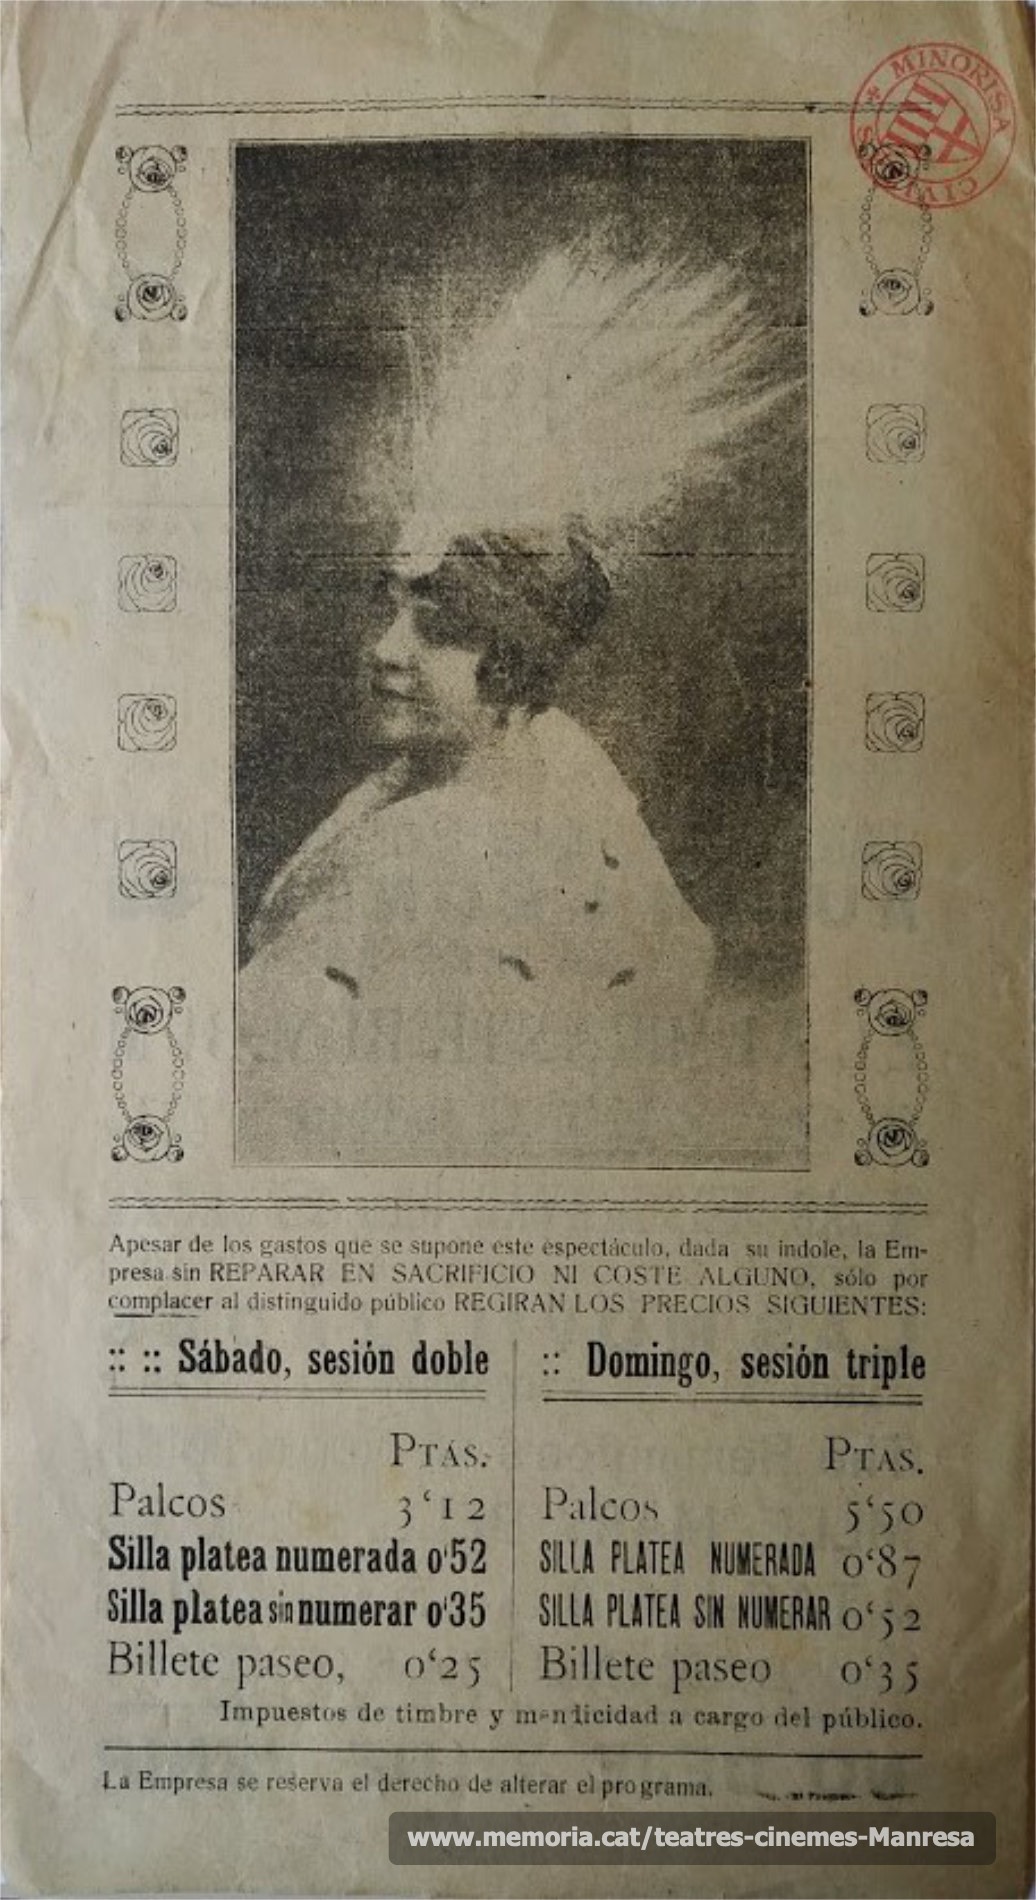 MINORISA
CIVI
S
Apesar de los gastos que se supone este espectáculo, dada su indole, la Em-
presa sin REPARAR EN SACRIFICIO NI COSTE ALGUNO, sólo por
complacer al distinguido público REGIRAN LOS PRECIOS SIGUIENTES:
:: :: Sábado, sesión doble
PTAS.
Palcos 3‘12
Silla platea numerada 0‘52
Silla platea sin numerar 0‘35
Billete paseo, 0‘25
:: Domingo, sesión triple
PTAS.
Palcos 5‘50
SILLA PLATEA NUMERADA 0‘87
SILLA PLATEA SIN NUMERAR 0‘52
Billete paseo 0‘35
Impuestos de timbre y mendicidad a cargo del público.
La Empresa se reserva el derecho de alterar el programa.
www.memoria.cat/teatres-cinemes-Manresa